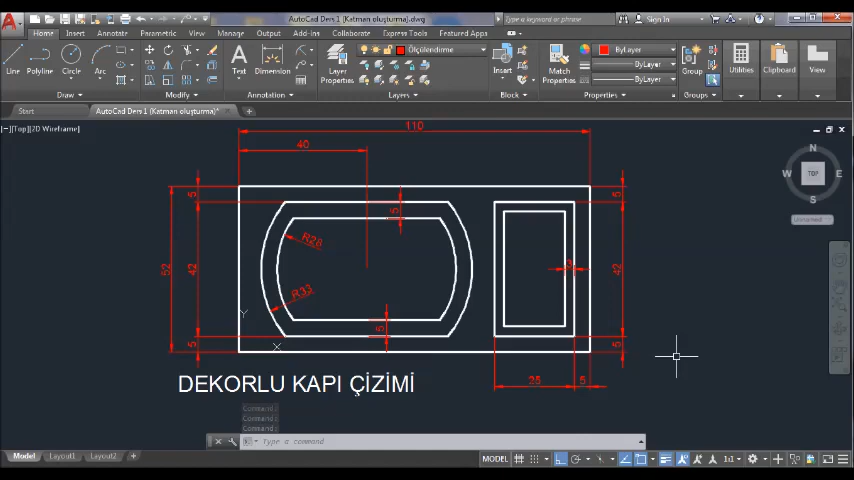 AutoCad Ders 1 (Katman oluşturma).dwg
Type a keyword or phrase
Sign In
Home Insert Annotate Parametric View Manage Output Add-ins Collaborate Express Tools Featured Apps
Line Polyline Circle Arc
Text Dimension
Layer Properties
Ölçülendirme
Insert
Match Properties
ByLayer
ByLayer
ByLayer
Group
Utilities
Clipboard
View
Draw Modify Annotation Layers Block Properties Groups
Start AutoCad Ders 1 (Katman oluşturma)*
[Top][2D Wireframe]
N
W TOP E
S
Unnamed
110
40
5 5 5
R28
52 42 3 42
R33
5
5 5
Y
X
25 5
DEKORLU KAPI ÇİZİMİ
Command:
Command:
Command:
Type a command
Model Layout1 Layout2
MODEL 1:1